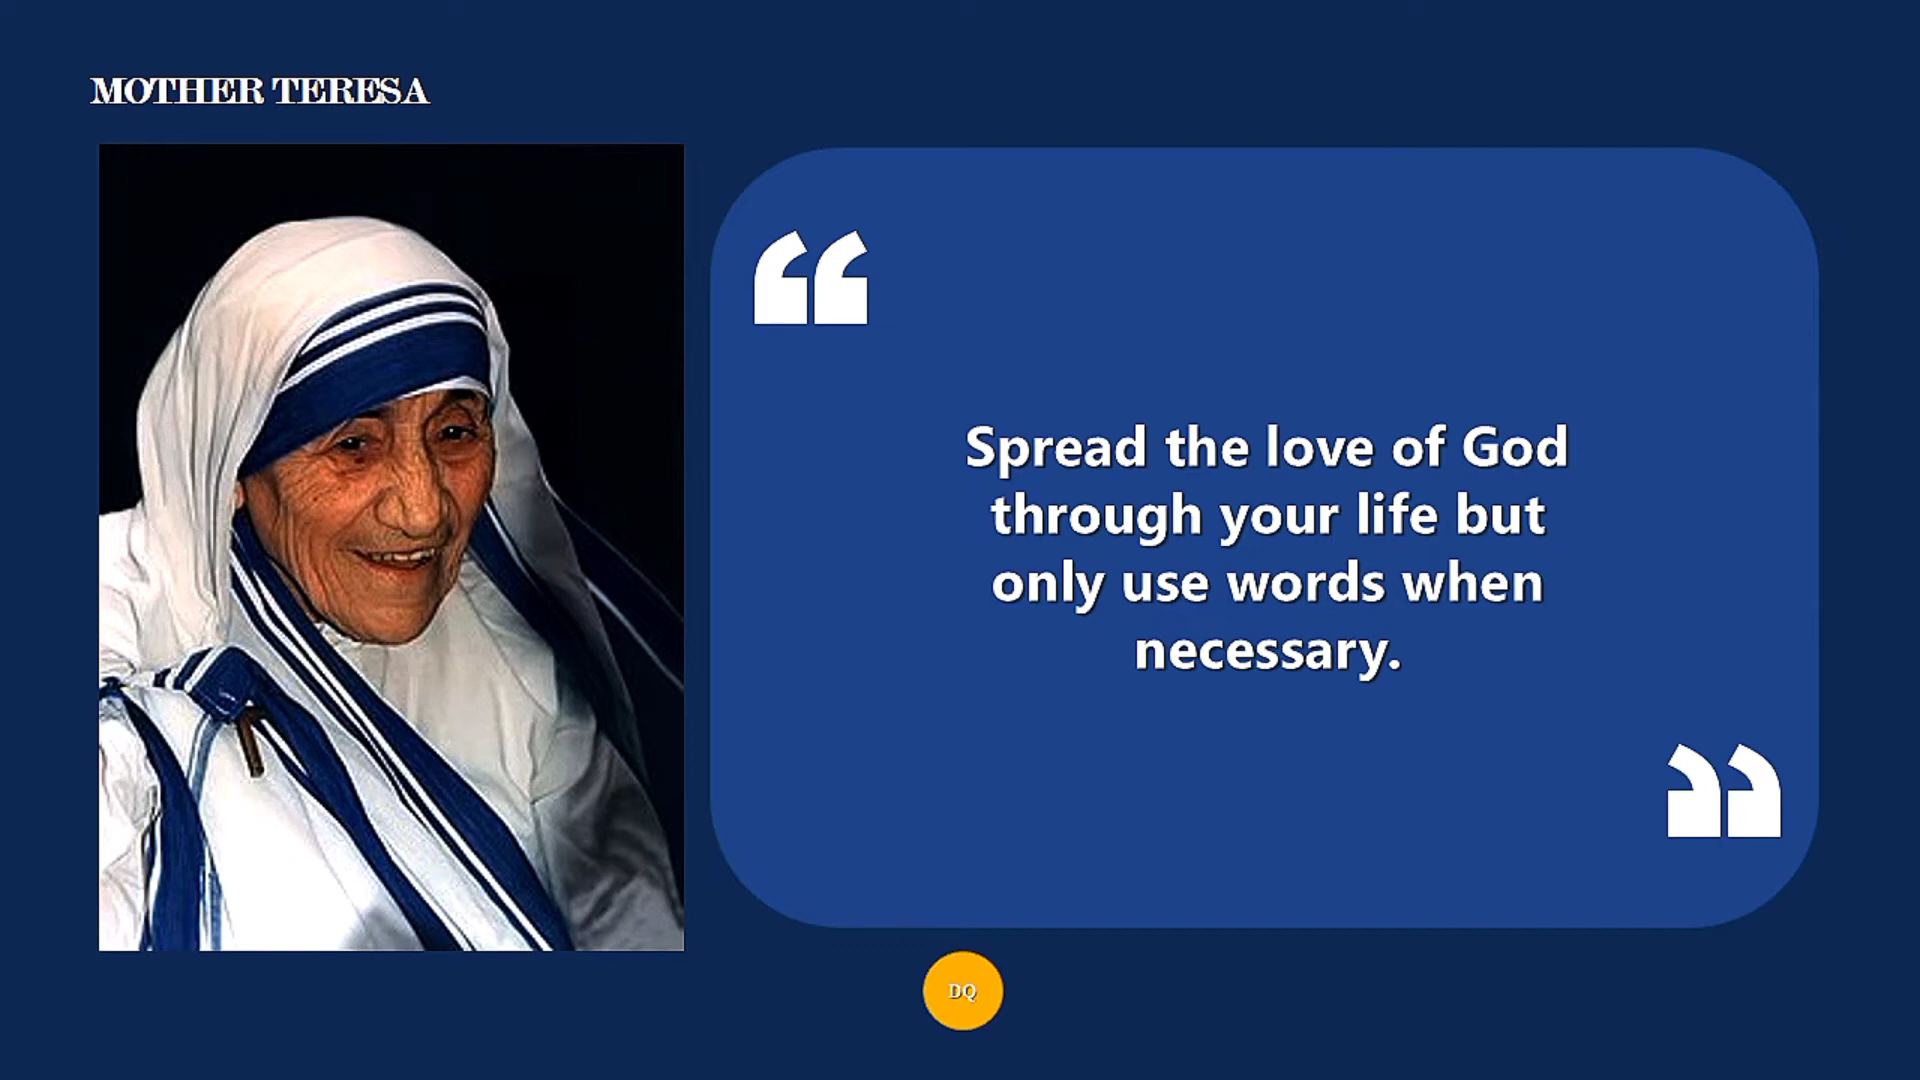 MOTHER TERESA
“
Spread the love of God
through your life but
only use words when
necessary.
”
DQ